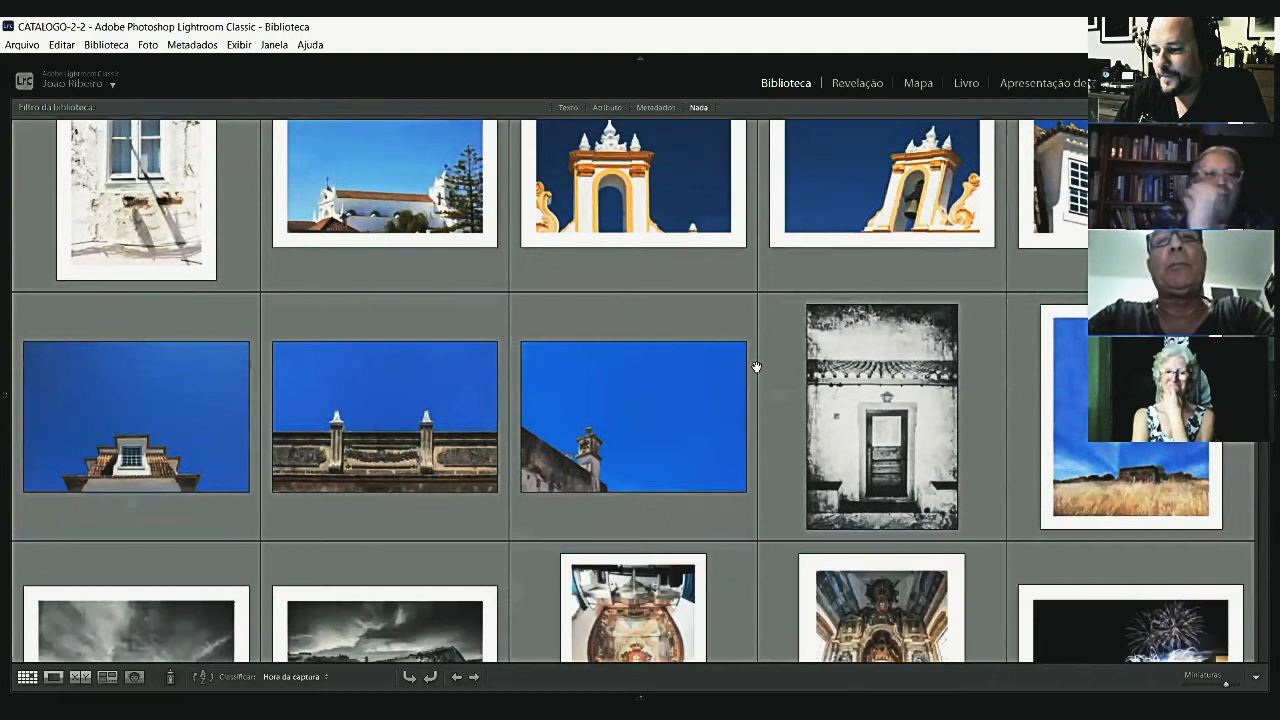 Lrc CATALOGO-2-2 - Adobe Photoshop Lightroom Classic - Biblioteca
Arquivo Editar Biblioteca Foto Metadados Exibir Janela Ajuda
Lrc Adobe Lightroom Classic
João Ribeiro
Biblioteca | Revelação | Mapa | Livro | Apresentação de
Filtro da biblioteca:
Texto Atributo Metadados Nada
Classificar: Hora da captura
Miniaturas